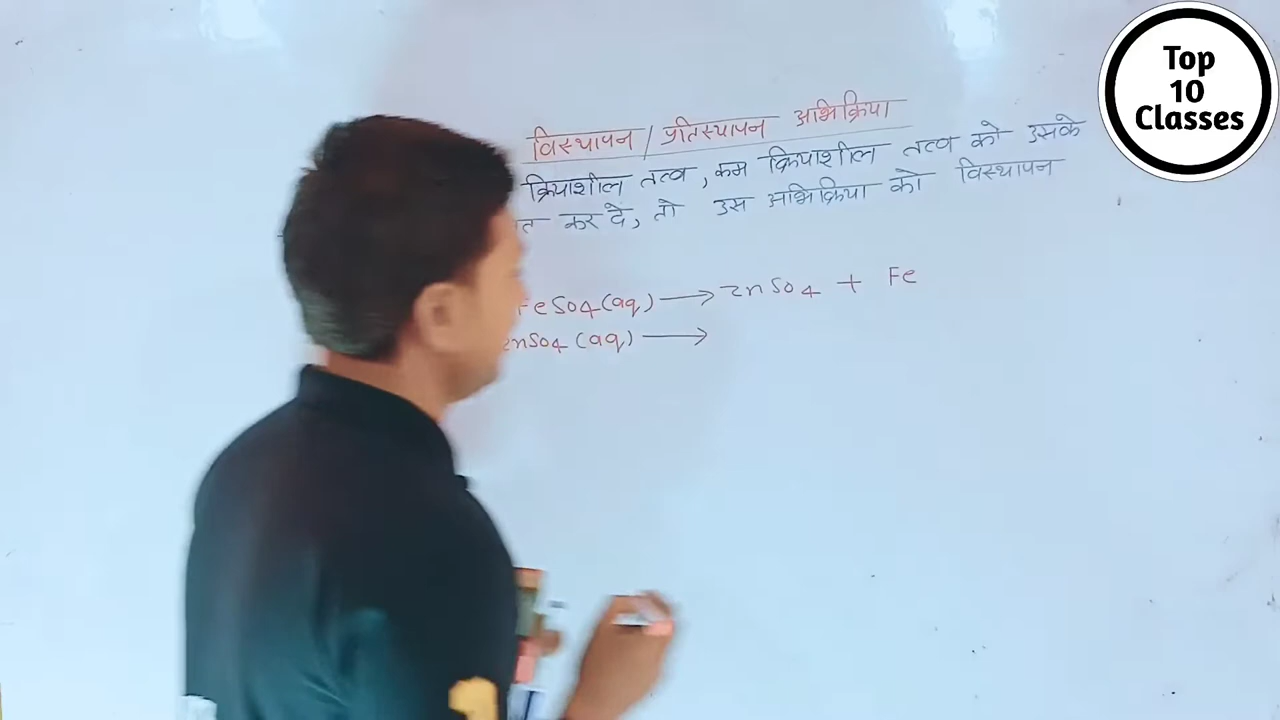 Top
10
Classes
विस्थापन / प्रतिस्थापन अभिक्रिया
क्रियाशील तत्व, कम क्रियाशील तत्व को उसके
कर दे, तो उस अभिक्रिया को विस्थापन
FeSO4(aq) ⟶ ZnSO4 + Fe
ZnSO4 (aq) ⟶